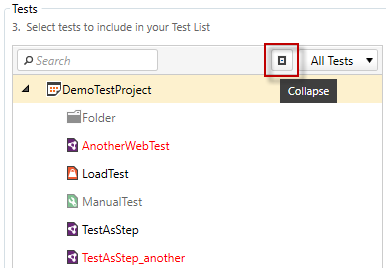 Tests
3. Select tests to include in your Test List
Search
All Tests
Collapse
DemoTestProject
Folder
AnotherWebTest
LoadTest
ManualTest
TestAsStep
TestAsStep_another